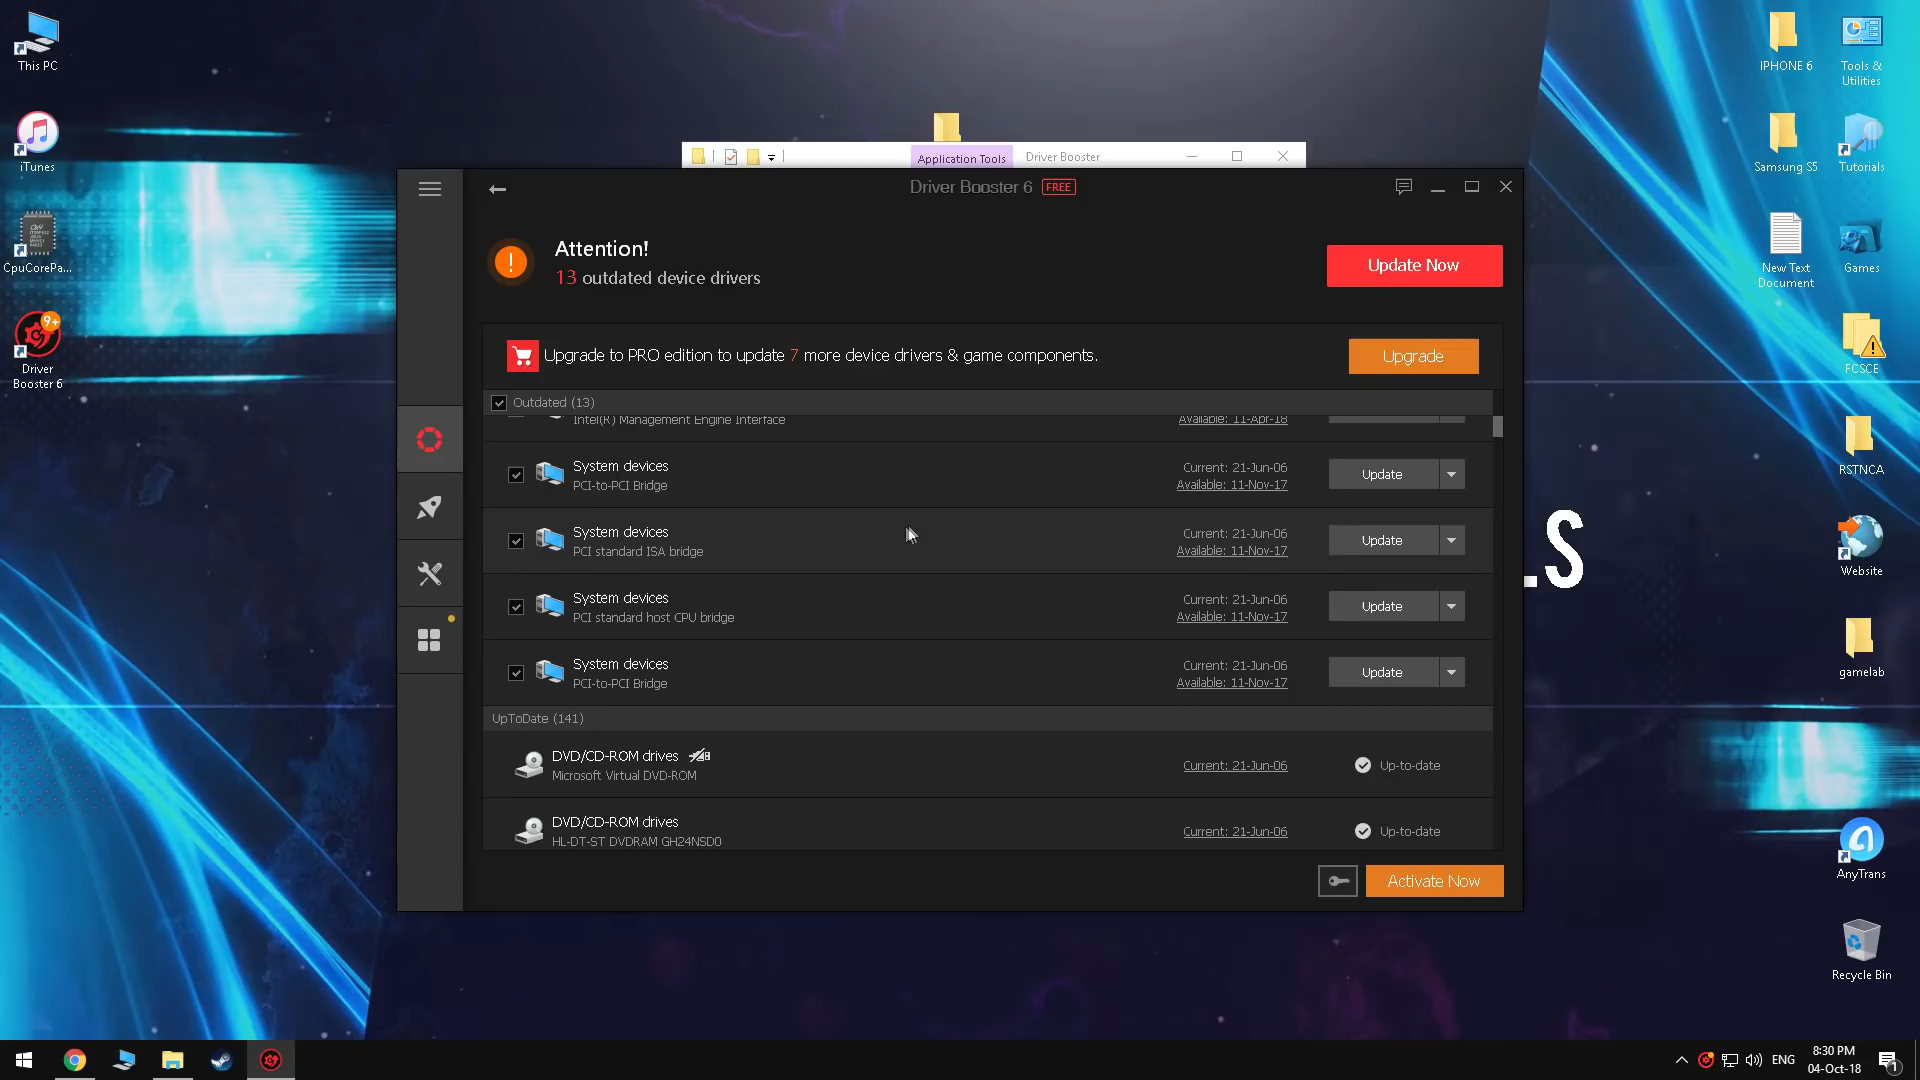 This PC
iTunes
CpuCorePa...
9+
Driver
Booster 6
Application Tools
Driver Booster
Driver Booster 6 FREE
Attention!
13 outdated device drivers
Update Now
Upgrade to PRO edition to update 7 more device drivers & game components.
Upgrade
Outdated (13)
Intel(R) Management Engine Interface
Available: 11-Apr-18
System devices
PCI-to-PCI Bridge
Current: 21-Jun-06
Available: 11-Nov-17
Update
System devices
PCI standard ISA bridge
Current: 21-Jun-06
Available: 11-Nov-17
Update
System devices
PCI standard host CPU bridge
Current: 21-Jun-06
Available: 11-Nov-17
Update
System devices
PCI-to-PCI Bridge
Current: 21-Jun-06
Available: 11-Nov-17
Update
UpToDate (141)
DVD/CD-ROM drives
Microsoft Virtual DVD-ROM
Current: 21-Jun-06
Up-to-date
DVD/CD-ROM drives
HL-DT-ST DVDRAM GH24NSD0
Current: 21-Jun-06
Up-to-date
Activate Now
IPHONE 6
Tools &
Utilities
Samsung S5
Tutorials
New Text
Document
Games
FCSCE
RSTNCA
LS
Website
gamelab
AnyTrans
Recycle Bin
ENG
8:30 PM
04-Oct-18
1